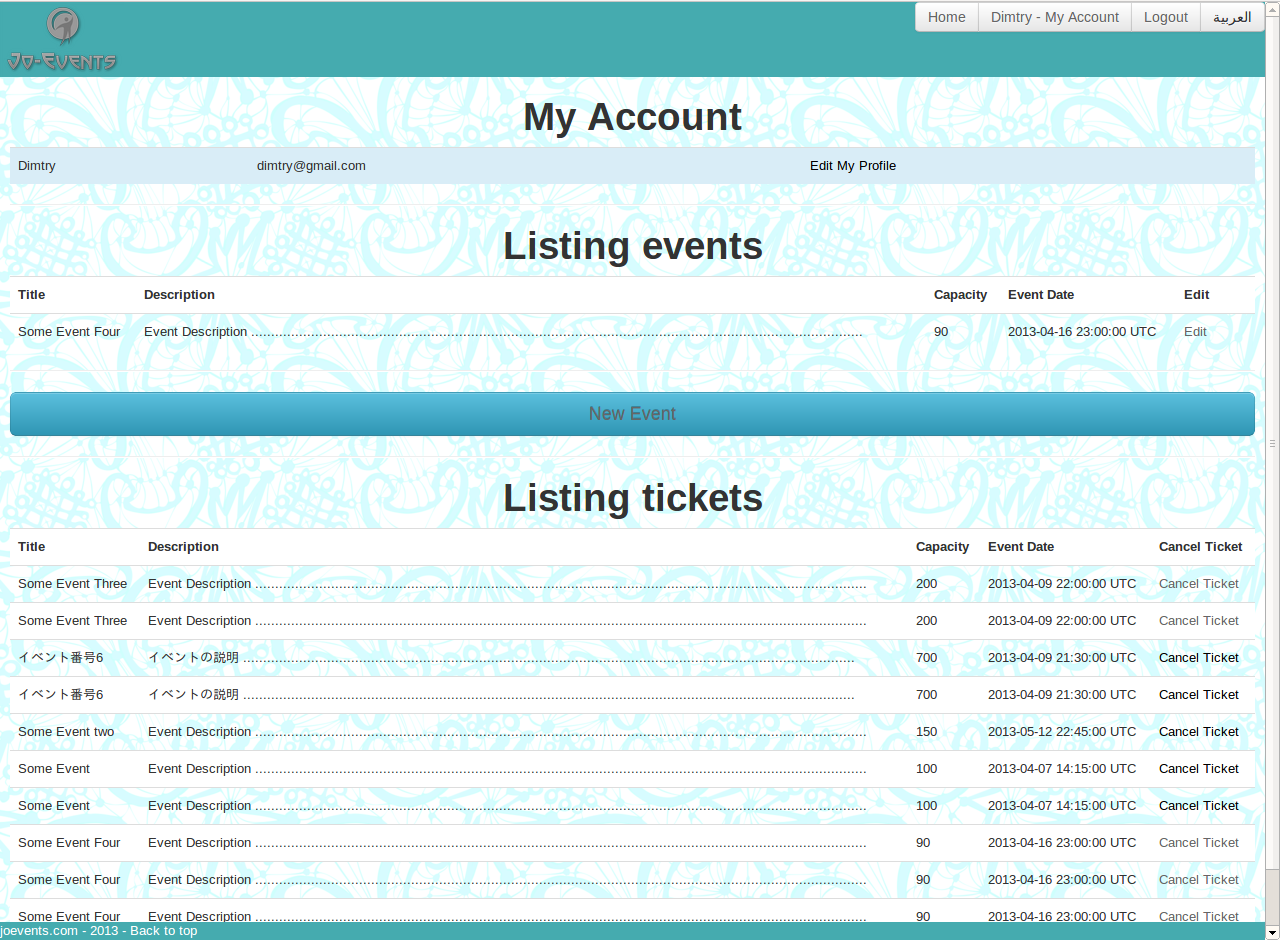 Jo-Events
Home Dimtry - My Account Logout العربية
My Account
Dimtry dimtry@gmail.com Edit My Profile
Listing events
Title Description Capacity Event Date Edit
Some Event Four Event Description ......................................................................................................................................................... 90 2013-04-16 23:00:00 UTC Edit
New Event
Listing tickets
Title Description Capacity Event Date Cancel Ticket
Some Event Three Event Description ......................................................................................................................................................... 200 2013-04-09 22:00:00 UTC Cancel Ticket
Some Event Three Event Description ......................................................................................................................................................... 200 2013-04-09 22:00:00 UTC Cancel Ticket
イベント番号6 イベントの説明 ......................................................................................................................................................... 700 2013-04-09 21:30:00 UTC Cancel Ticket
イベント番号6 イベントの説明 ......................................................................................................................................................... 700 2013-04-09 21:30:00 UTC Cancel Ticket
Some Event two Event Description ......................................................................................................................................................... 150 2013-05-12 22:45:00 UTC Cancel Ticket
Some Event Event Description ......................................................................................................................................................... 100 2013-04-07 14:15:00 UTC Cancel Ticket
Some Event Event Description ......................................................................................................................................................... 100 2013-04-07 14:15:00 UTC Cancel Ticket
Some Event Four Event Description ......................................................................................................................................................... 90 2013-04-16 23:00:00 UTC Cancel Ticket
Some Event Four Event Description ......................................................................................................................................................... 90 2013-04-16 23:00:00 UTC Cancel Ticket
Some Event Four Event Description ......................................................................................................................................................... 90 2013-04-16 23:00:00 UTC Cancel Ticket
joevents.com - 2013 - Back to top